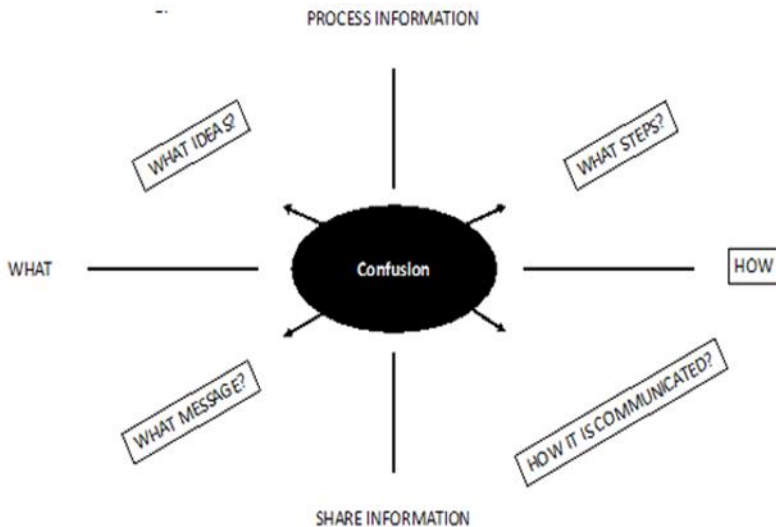 PROCESS INFORMATION
WHAT IDEAS?
WHAT STEPS?
WHAT
Confusion
HOW
WHAT MESSAGE?
HOW IT IS COMMUNICATED?
SHARE INFORMATION